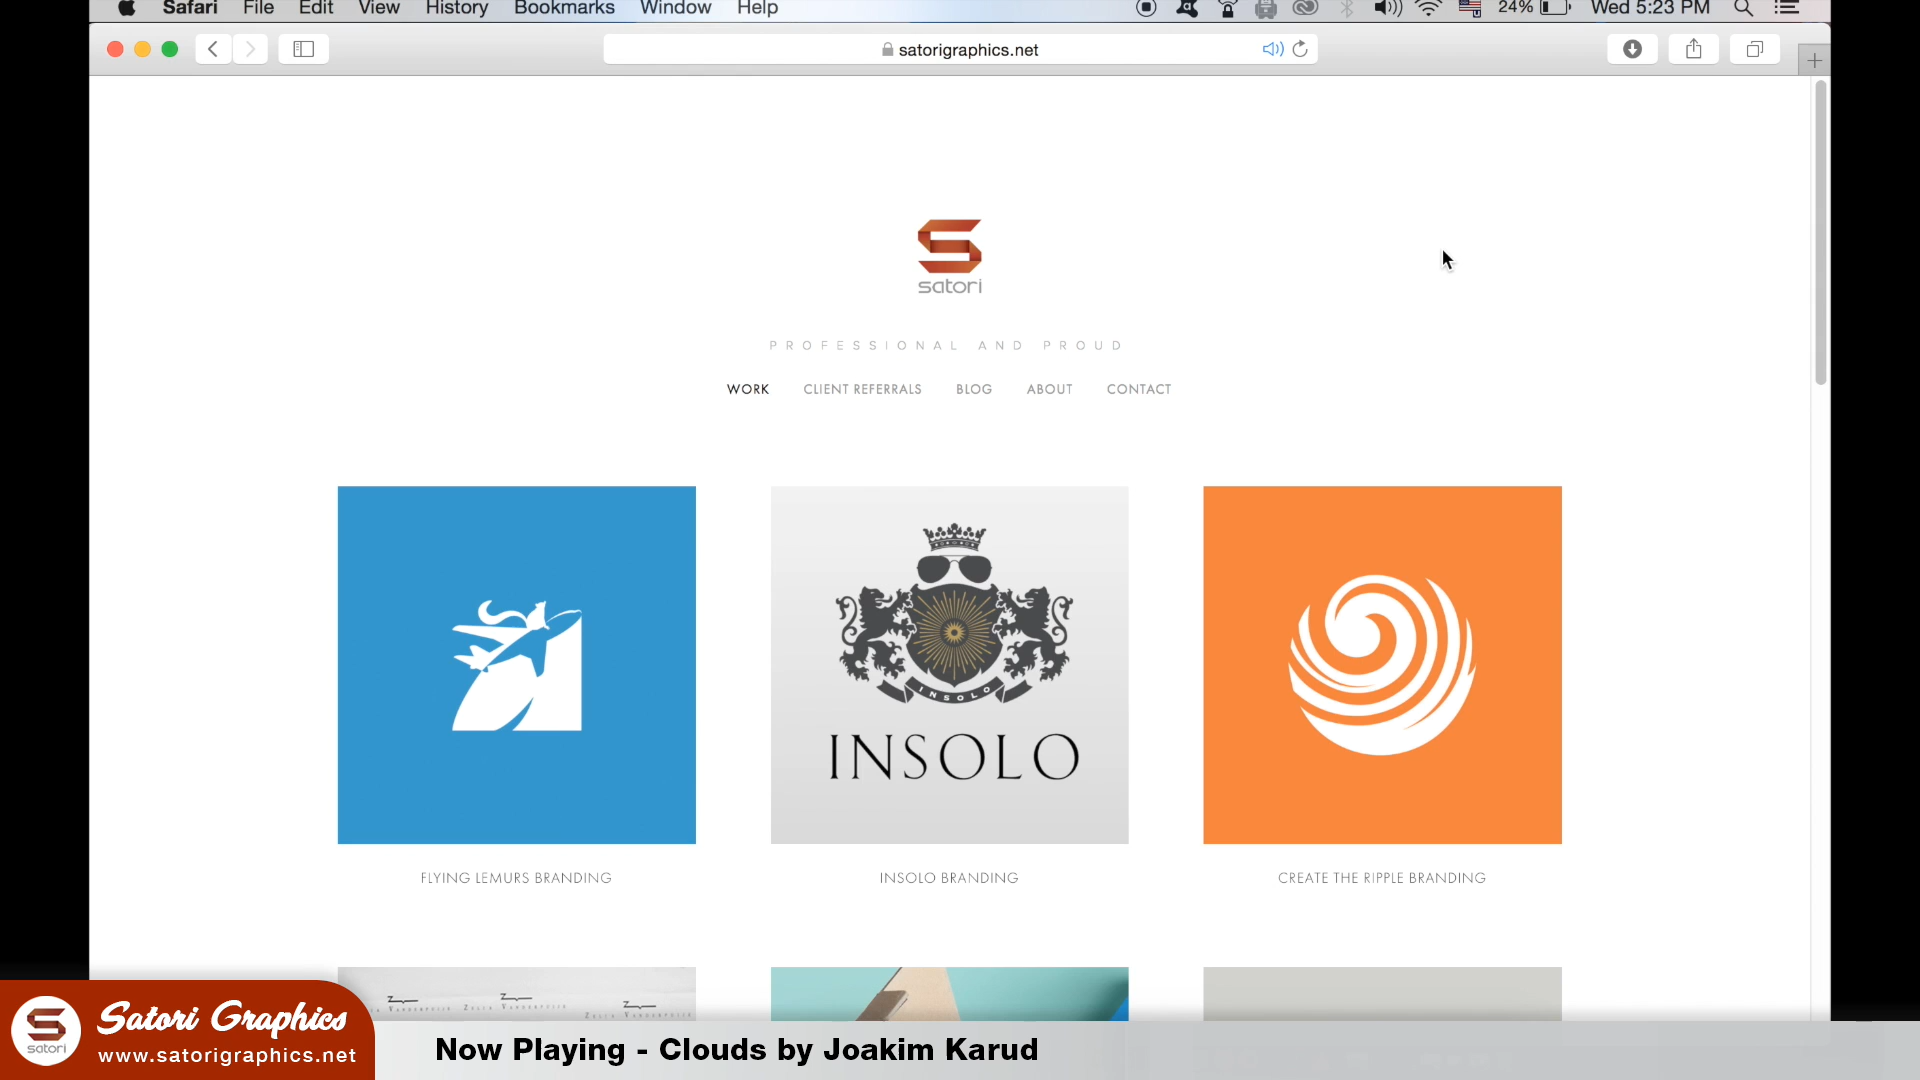 Safari File Edit View History Bookmarks Window Help 24% Wed 5:23 PM
satorigraphics.net
satori
PROFESSIONAL AND PROUD
WORK CLIENT REFERRALS BLOG ABOUT CONTACT
INSOLO
INSOLO
FLYING LEMURS BRANDING INSOLO BRANDING CREATE THE RIPPLE BRANDING
Satori Graphics
satori
www.satorigraphics.net
Now Playing - Clouds by Joakim Karud